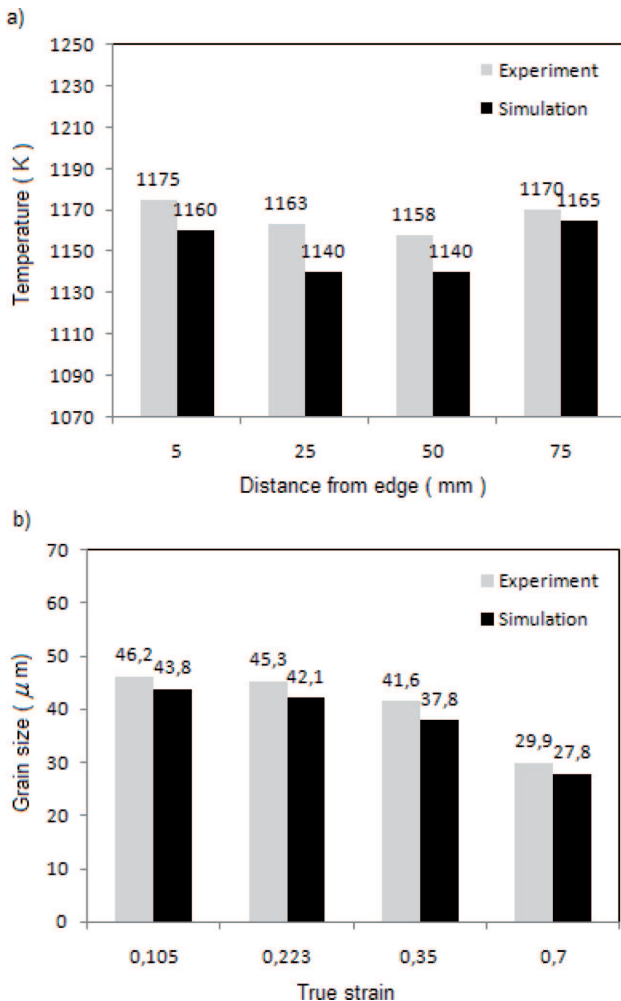 a)
1250
1230
1210
1190
1170
1150
1130
1110
1090
1070
Temperature ( K )
Experiment
Simulation
1175
1160
1163
1140
1158
1140
1170
1165
5 25 50 75
Distance from edge ( mm )
b)
70
60
50
40
30
20
10
0
Grain size ( μm)
Experiment
Simulation
46,2
43,8
45,3
42,1
41,6
37,8
29,9
27,8
0,105 0,223 0,35 0,7
True strain